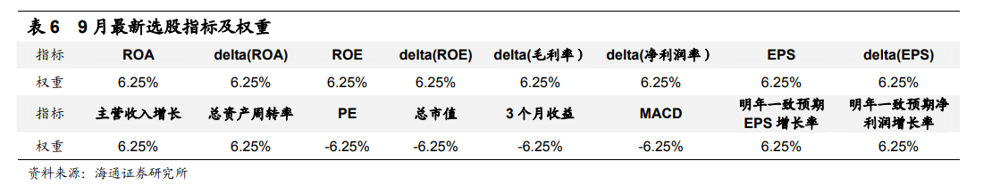 表 6 9 月最新选股指标及权重
指标 ROA delta(ROA) ROE delta(ROE) delta(毛利率） delta(净利润率） EPS delta(EPS)
权重 6.25% 6.25% 6.25% 6.25% 6.25% 6.25% 6.25% 6.25%
指标 主营收入增长 总资产周转率 PE 总市值 3 个月收益 MACD 明年一致预期 EPS 增长率 明年一致预期净利润增长率
权重 6.25% 6.25% -6.25% -6.25% -6.25% -6.25% 6.25% 6.25%
资料来源：海通证券研究所